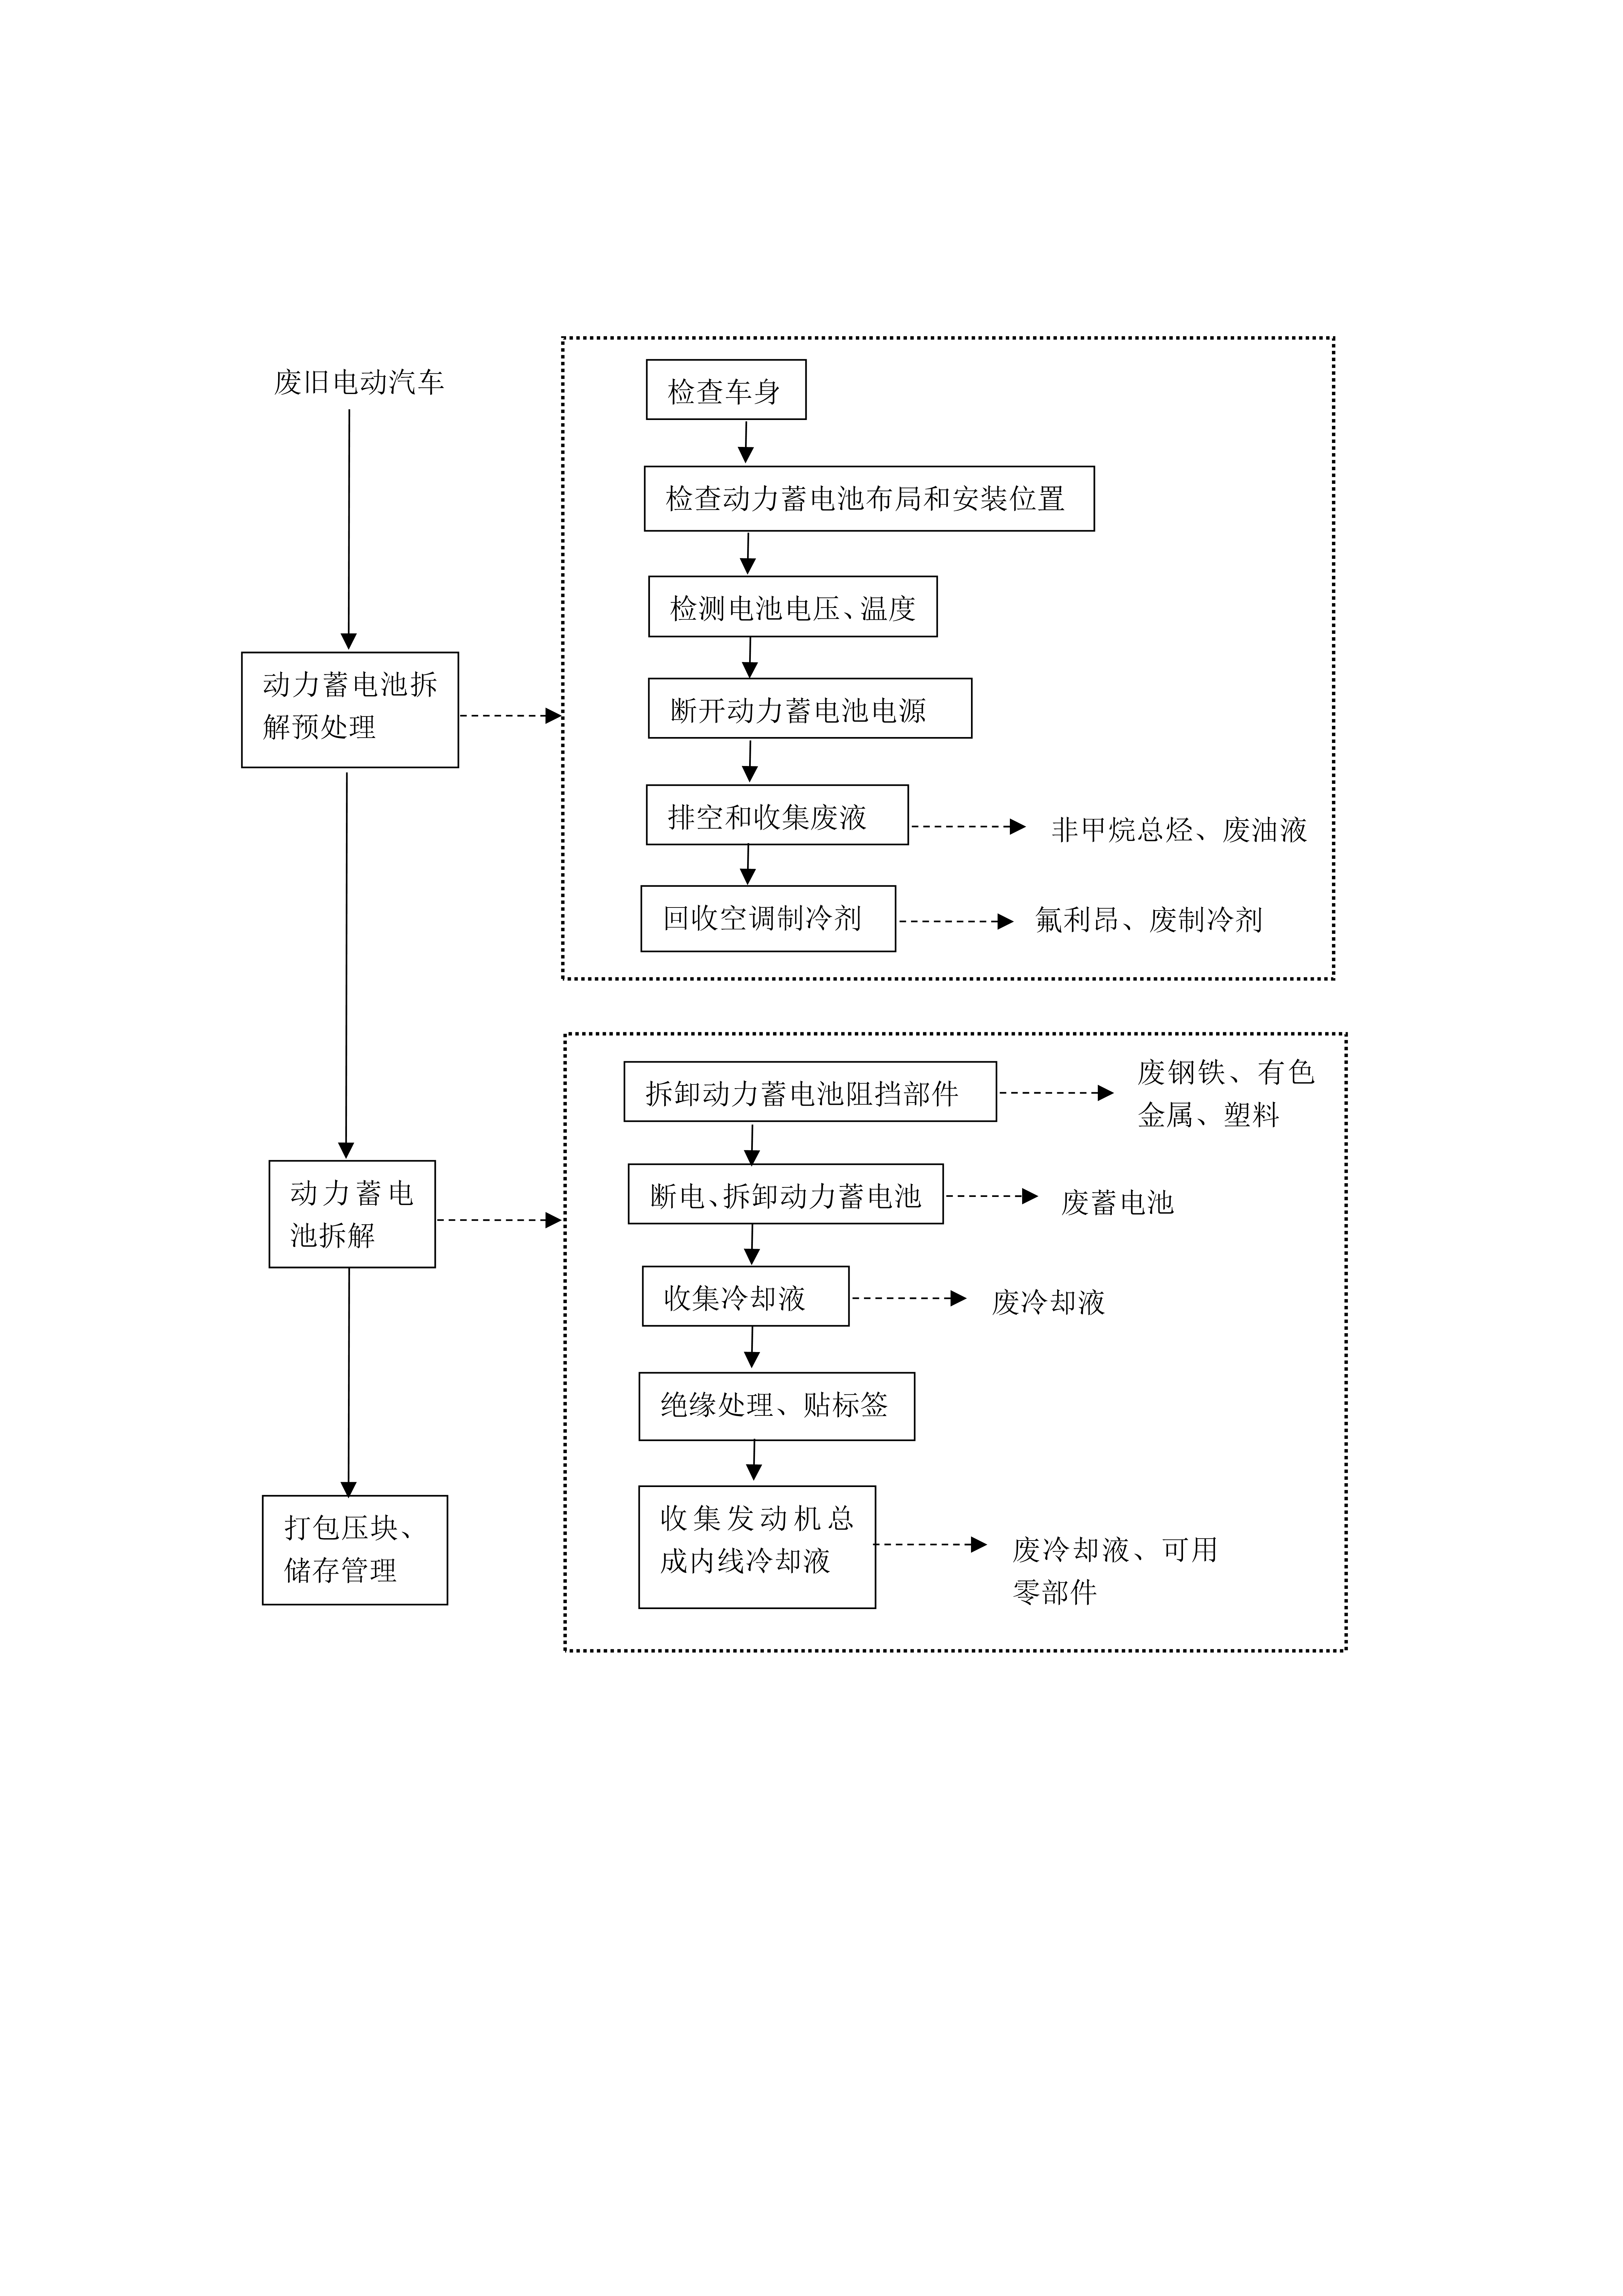 废旧电动汽车
动力蓄电池拆
解预处理
动力蓄电
池拆解
打包压块、
储存管理
检查车身
检查动力蓄电池布局和安装位置
检测电池电压、温度
断开动力蓄电池电源
排空和收集废液
非甲烷总烃、废油液
回收空调制冷剂
氟利昂、废制冷剂
拆卸动力蓄电池阻挡部件
废钢铁、有色
金属、塑料
断电、拆卸动力蓄电池
废蓄电池
收集冷却液
废冷却液
绝缘处理、贴标签
收集发动机总
成内线冷却液
废冷却液、可用
零部件